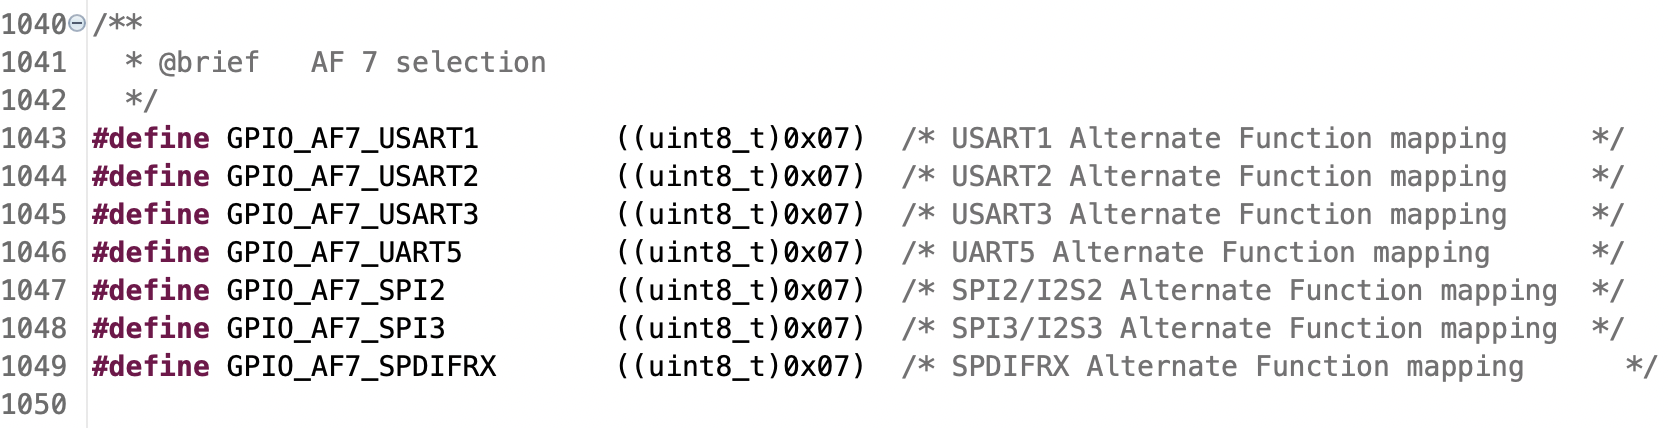 1040 /**
1041   * @brief   AF 7 selection
1042   */
1043 #define GPIO_AF7_USART1        ((uint8_t)0x07)  /* USART1 Alternate Function mapping     */
1044 #define GPIO_AF7_USART2        ((uint8_t)0x07)  /* USART2 Alternate Function mapping     */
1045 #define GPIO_AF7_USART3        ((uint8_t)0x07)  /* USART3 Alternate Function mapping     */
1046 #define GPIO_AF7_UART5         ((uint8_t)0x07)  /* UART5 Alternate Function mapping      */
1047 #define GPIO_AF7_SPI2          ((uint8_t)0x07)  /* SPI2/I2S2 Alternate Function mapping  */
1048 #define GPIO_AF7_SPI3          ((uint8_t)0x07)  /* SPI3/I2S3 Alternate Function mapping  */
1049 #define GPIO_AF7_SPDIFRX       ((uint8_t)0x07)  /* SPDIFRX Alternate Function mapping      */
1050